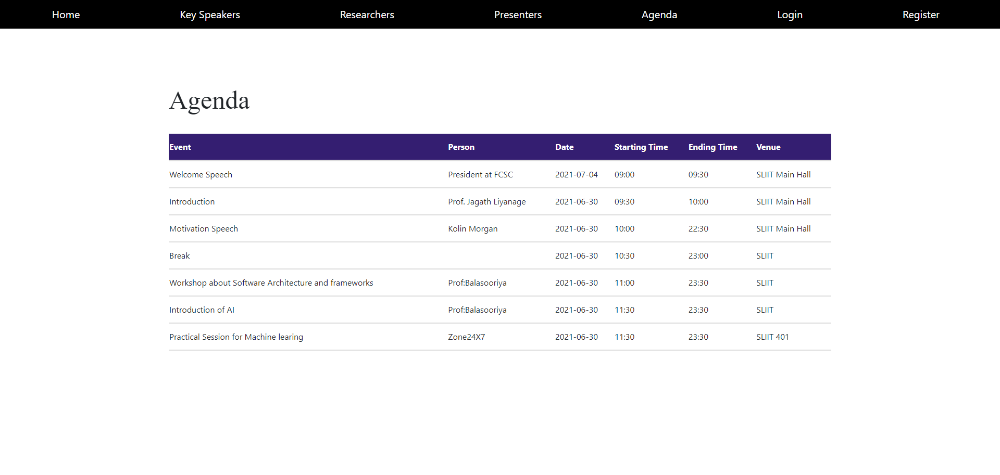 Home Key Speakers Researchers Presenters Agenda Login Register
Agenda
Event Person Date Starting Time Ending Time Venue
Welcome Speech President at FCSC 2021-07-04 09:00 09:30 SLIIT Main Hall
Introduction Prof. Jagath Liyanage 2021-06-30 09:30 10:00 SLIIT Main Hall
Motivation Speech Kolin Morgan 2021-06-30 10:00 22:30 SLIIT Main Hall
Break 2021-06-30 10:30 23:00 SLIIT
Workshop about Software Architecture and frameworks Prof:Balasooriya 2021-06-30 11:00 23:30 SLIIT
Introduction of AI Prof:Balasooriya 2021-06-30 11:30 23:30 SLIIT
Practical Session for Machine learing Zone24X7 2021-06-30 11:30 23:30 SLIIT 401